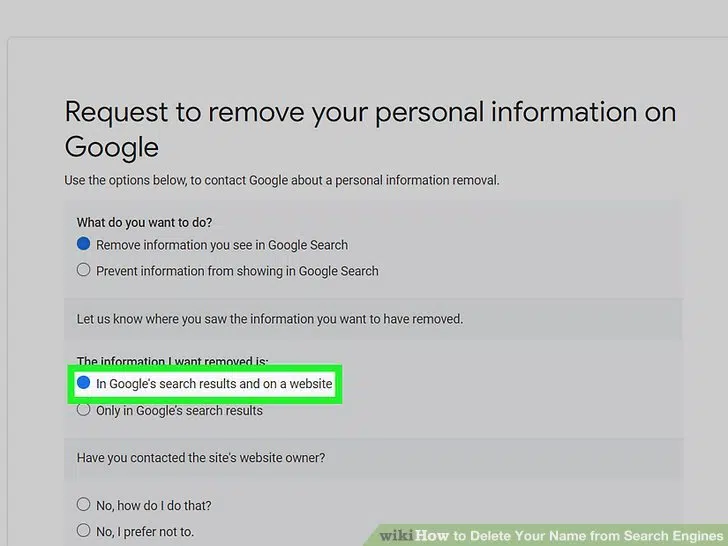 Request to remove your personal information on
Google
Use the options below, to contact Google about a personal information removal.
What do you want to do?
Remove information you see in Google Search
Prevent information from showing in Google Search
Let us know where you saw the information you want to have removed.
The information I want removed is:
In Google's search results and on a website
Only in Google's search results
Have you contacted the site's website owner?
No, how do I do that?
No, I prefer not to.
wikiHow to Delete Your Name from Search Engines